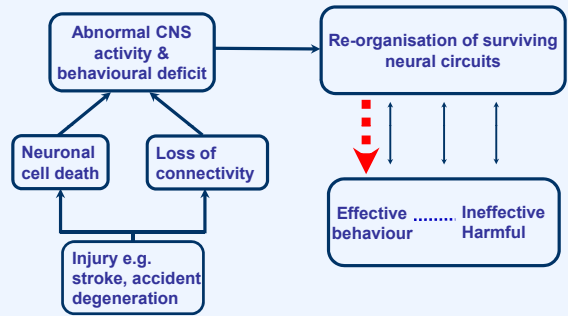 Abnormal CNS
activity &
behavioural deficit
Re-organisation of surviving
neural circuits
Neuronal
cell death
Loss of
connectivity
Effective ......... Ineffective
behaviour Harmful
Injury e.g.
stroke, accident
degeneration